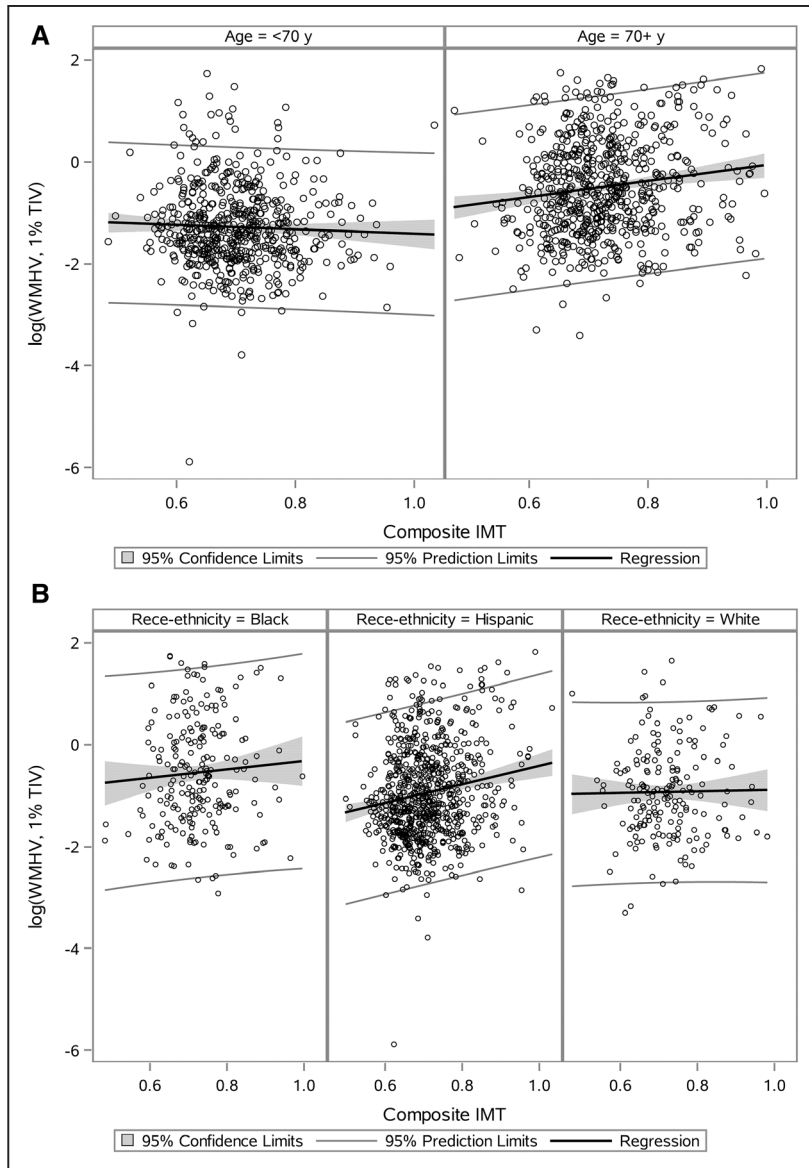 A
Age = <70 y
Age = 70+ y
2
0
-2
-4
-6
log(WMHV, 1% TIV)
0.6 0.8 1.0
0.6 0.8 1.0
Composite IMT
95% Confidence Limits 95% Prediction Limits Regression
B
Rece-ethnicity = Black
Rece-ethnicity = Hispanic
Rece-ethnicity = White
2
0
-2
-4
-6
log(WMHV, 1% TIV)
0.6 0.8 1.0
0.6 0.8 1.0
0.6 0.8 1.0
Composite IMT
95% Confidence Limits 95% Prediction Limits Regression